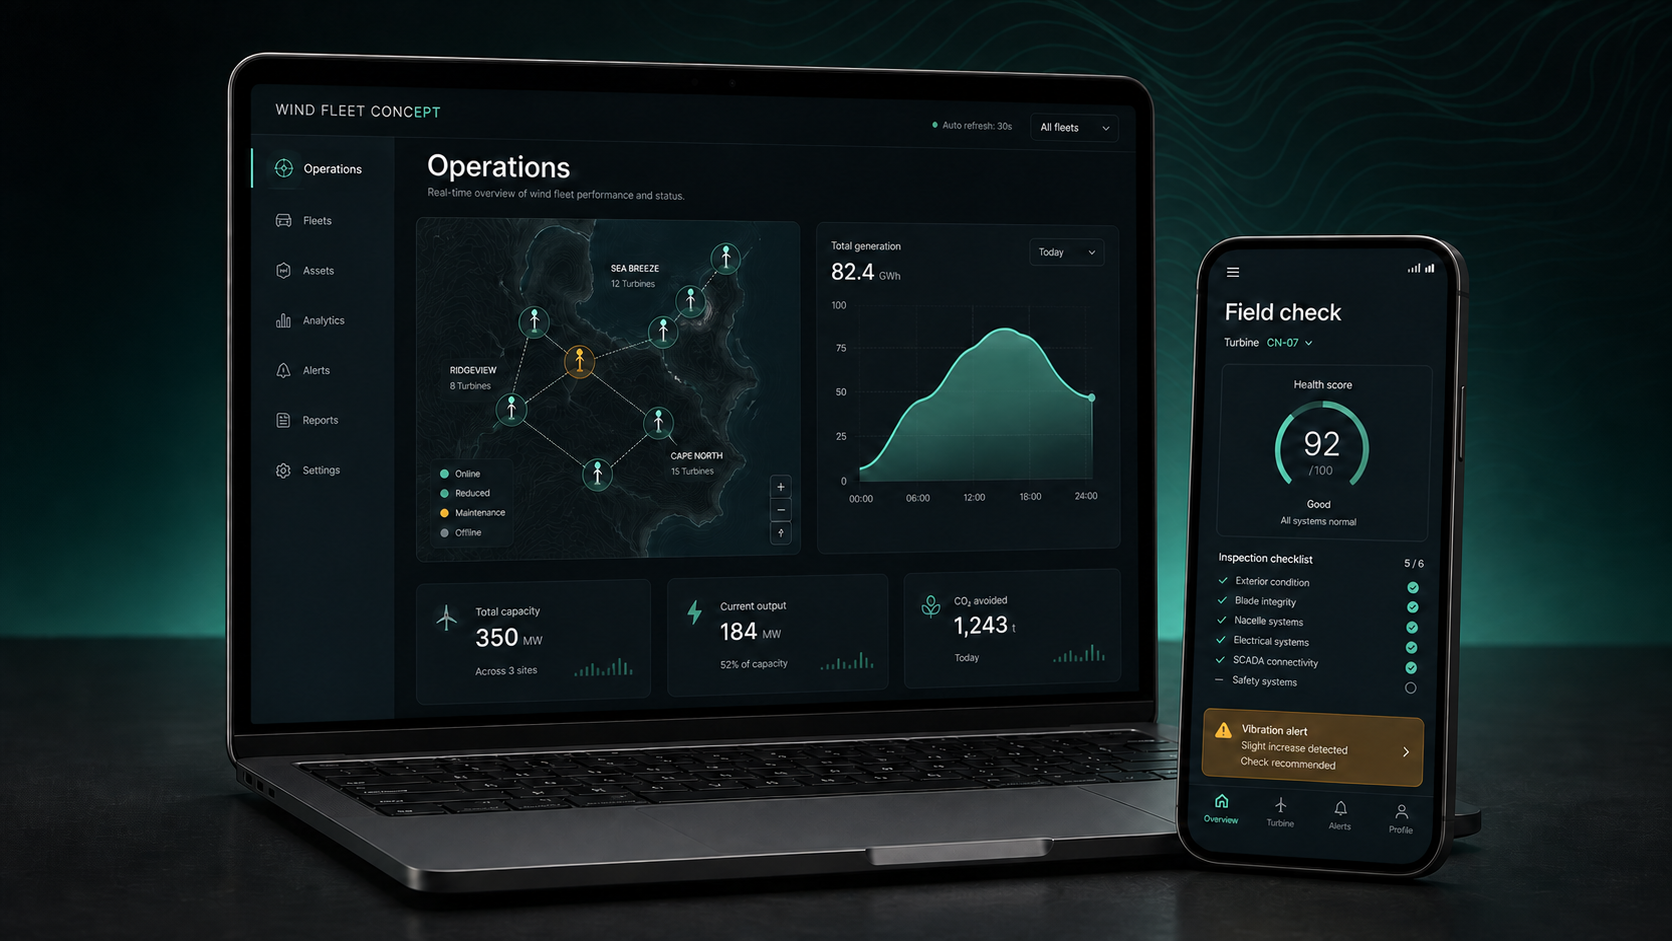 WIND FLEET CONCEPT
Auto refresh: 30s
All fleets
Operations
Fleets
Assets
Analytics
Alerts
Reports
Settings
Operations
Real-time overview of wind fleet performance and status.
SEA BREEZE
12 Turbines
RIDGEVIEW
8 Turbines
CAPE NORTH
15 Turbines
Online
Reduced
Maintenance
Offline
+
−
Total generation
82.4 GWh
Today
100
75
50
25
0
00:00 06:00 12:00 18:00 24:00
Total capacity
350 MW
Across 3 sites
Current output
184 MW
52% of capacity
CO₂ avoided
1,243 t
Today
Field check
Turbine CN-07
Health score
92
/100
Good
All systems normal
Inspection checklist 5 / 6
Exterior condition
Blade integrity
Nacelle systems
Electrical systems
SCADA connectivity
Safety systems
Vibration alert
Slight increase detected
Check recommended
Overview
Turbine
Alerts
Profile